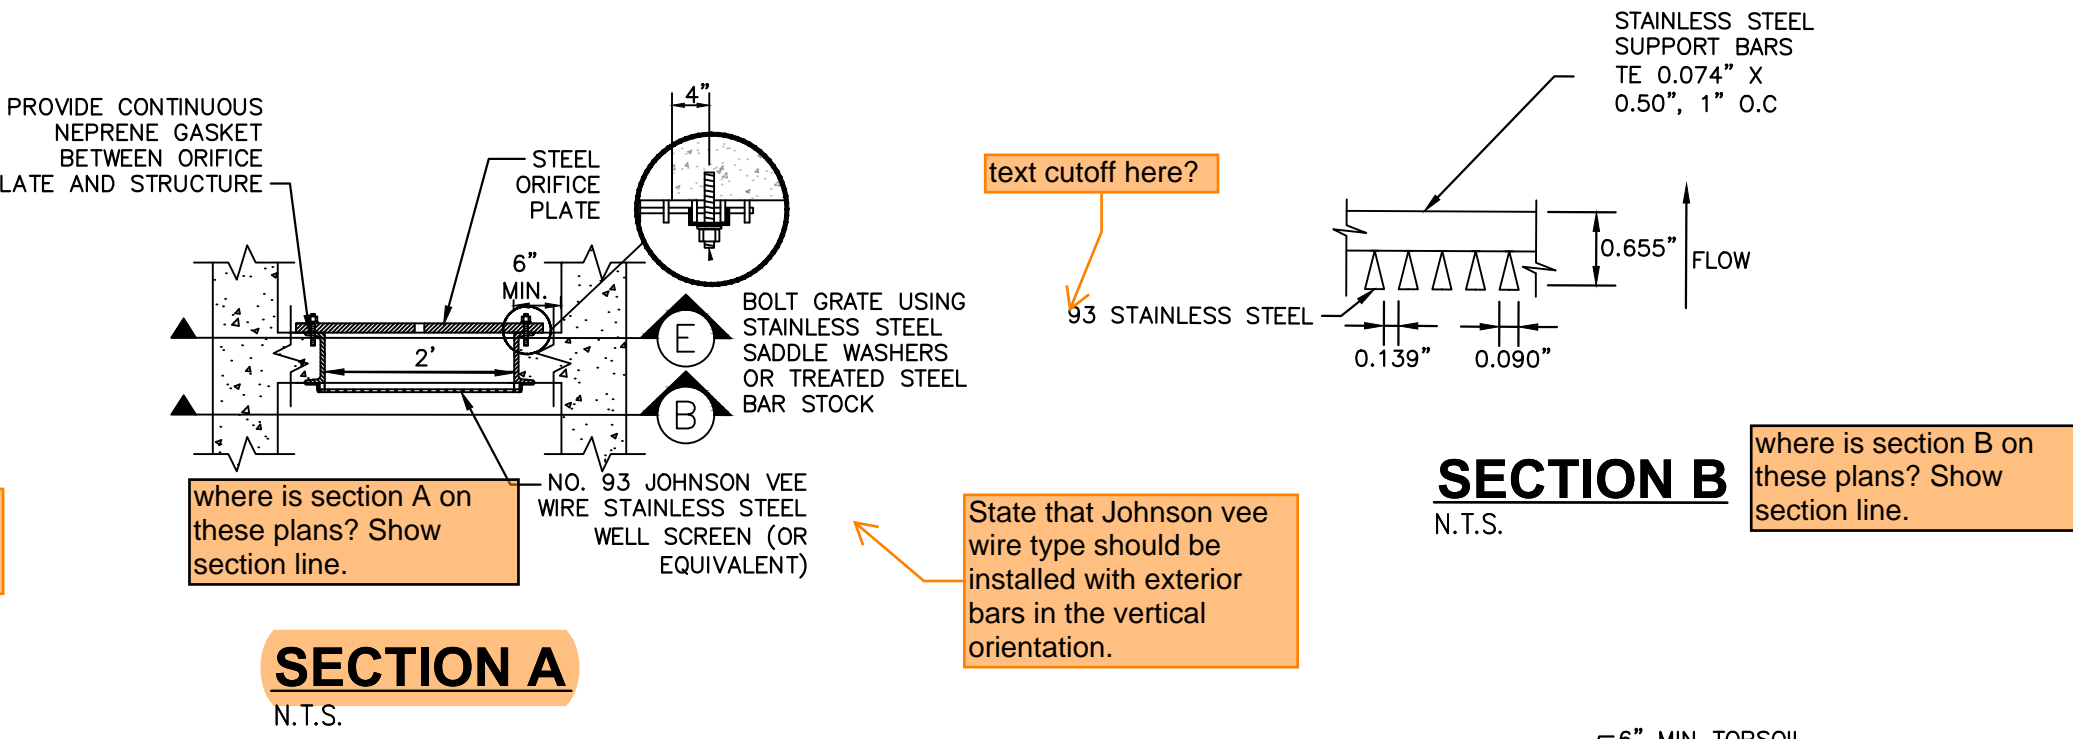 PROVIDE CONTINUOUS
NEPRENE GASKET
BETWEEN ORIFICE
LATE AND STRUCTURE
STEEL
ORIFICE
PLATE
4”
6”
MIN.
2’
E
B
BOLT GRATE USING
STAINLESS STEEL
SADDLE WASHERS
OR TREATED STEEL
BAR STOCK
NO. 93 JOHNSON VEE
WIRE STAINLESS STEEL
WELL SCREEN (OR
EQUIVALENT)
where is section A on
these plans? Show
section line.
SECTION A
N.T.S.
State that Johnson vee
wire type should be
installed with exterior
bars in the vertical
orientation.
text cutoff here?
93 STAINLESS STEEL
STAINLESS STEEL
SUPPORT BARS
TE 0.074” X
0.50”, 1” O.C
0.655”
FLOW
0.139”
0.090”
SECTION B
N.T.S.
where is section B on
these plans? Show
section line.
6” MIN TOPSOIL